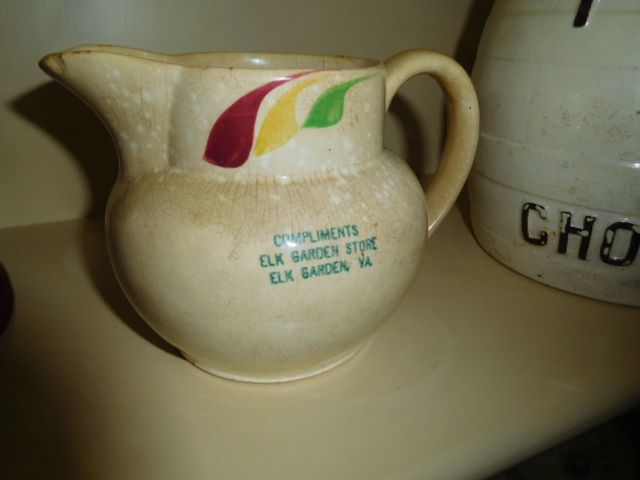 COMPLIMENTS
ELK GARDEN STORE
ELK GARDEN, VA
CHO